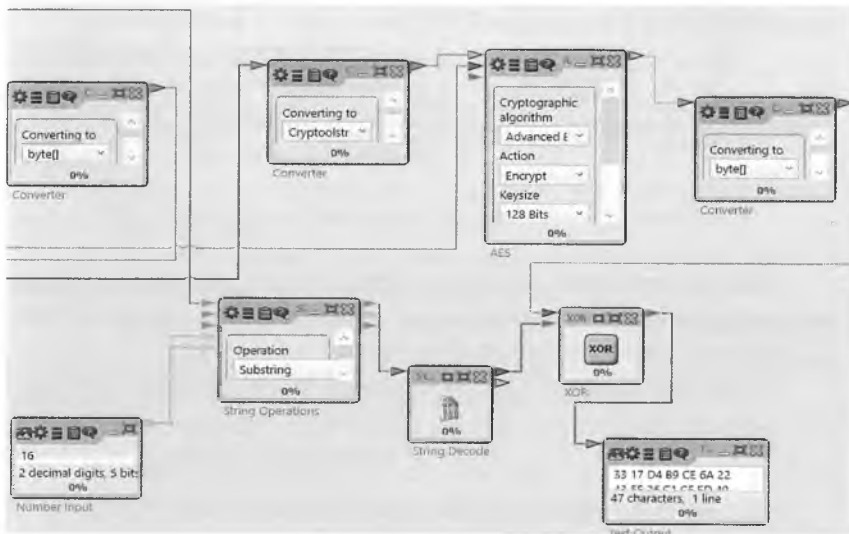 Converting to
byte[]
0%
Converter
Converting to
Cryptoolstr
0%
Converter
Cryptographic
algorithm
Advanced E
Action
Encrypt
Keysize
128 Bits
0%
AES
Converting to
byte[]
0%
Converter
Operation
Substring
0%
String Operations
0%
String Decode
XOR
XOR
0%
XOR
16
2 decimal digits, 5 bits
0%
Number Input
33 17 D4 B9 CE 6A 22
47 characters, 1 line
0%
Text Output